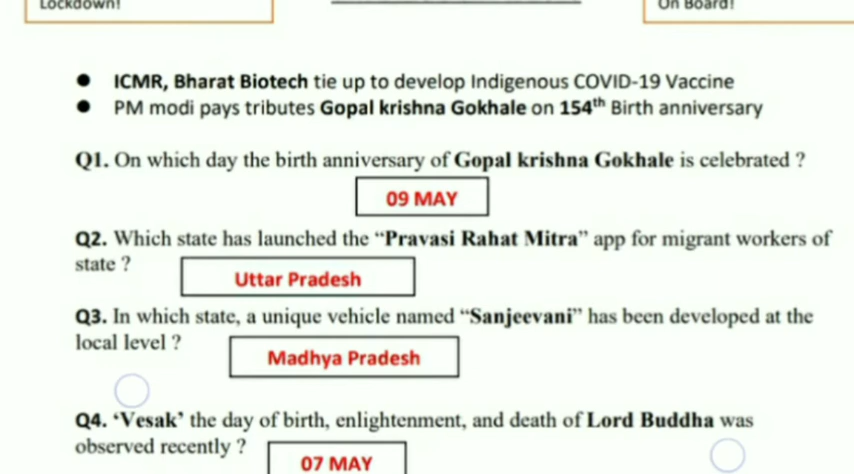 Lockdown!
On Board!
● ICMR, Bharat Biotech tie up to develop Indigenous COVID-19 Vaccine
● PM modi pays tributes Gopal krishna Gokhale on 154th Birth anniversary
Q1. On which day the birth anniversary of Gopal krishna Gokhale is celebrated ?
09 MAY
Q2. Which state has launched the “Pravasi Rahat Mitra” app for migrant workers of
state ?
Uttar Pradesh
Q3. In which state, a unique vehicle named “Sanjeevani” has been developed at the
local level ?
Madhya Pradesh
Q4. ‘Vesak’ the day of birth, enlightenment, and death of Lord Buddha was
observed recently ?
07 MAY